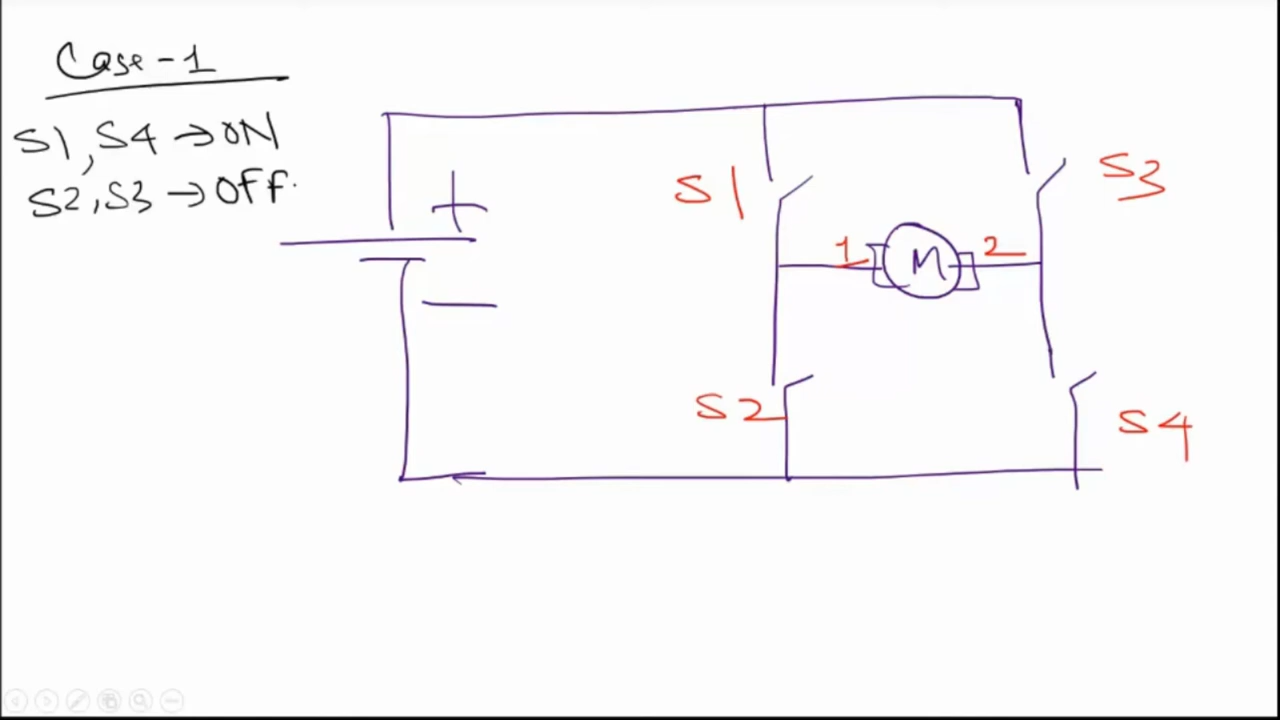 Case-1
S1, S4 → ON
S2, S3 → OFF
+
−
S1
S3
1 M 2
S2
S4